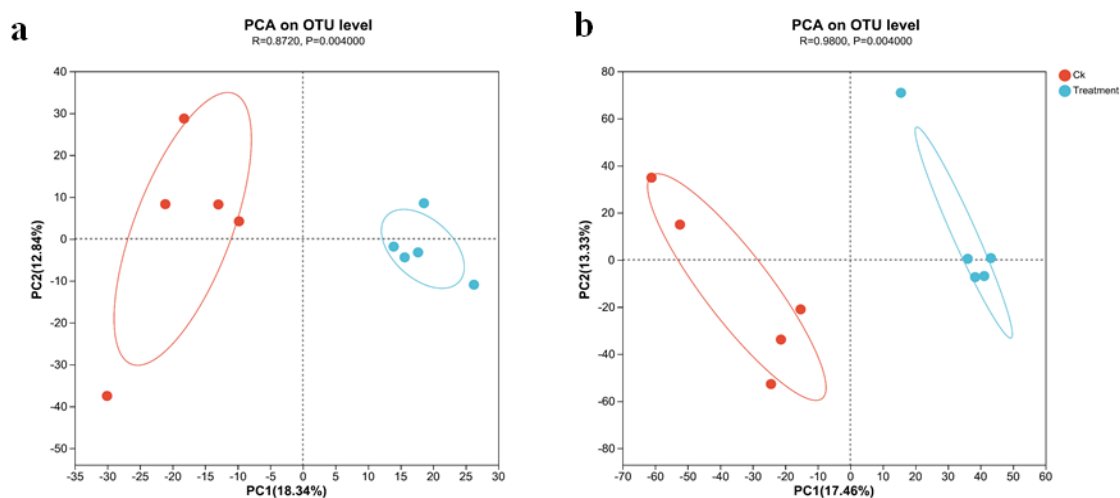 a
PCA on OTU level
R=0.8720, P=0.004000
40
30
20
10
0
-10
-20
-30
-40
-50
PC2(12.84%)
-35 -30 -25 -20 -15 -10 -5 0 5 10 15 20 25 30
PC1(18.34%)
b
PCA on OTU level
R=0.9800, P=0.004000
80
60
40
20
0
-20
-40
-60
-80
PC2(13.33%)
-70 -60 -50 -40 -30 -20 -10 0 10 20 30 40 50 60
PC1(17.46%)
Ck
Treatment